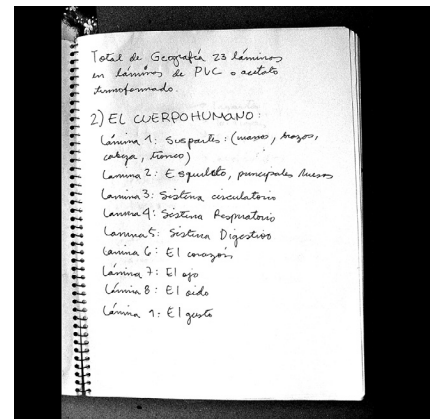 Total de Geografía 23 láminas
en láminas de PVC o acetato
termoformado.
2) EL CUERPO HUMANO:
Lámina 1: Sus partes: (manos, brazos,
cabeza, tronco)
Lamina 2: Esqueleto, principales huesos
Lamina 3: Sistema circulatorio
Lamina 4: Sistema Respiratorio
Lamina 5: Sistema Digestivo
Lamina 6: El corazón
Lámina 7: El ojo
Lámina 8: El oido
Lámina 9: El gusto